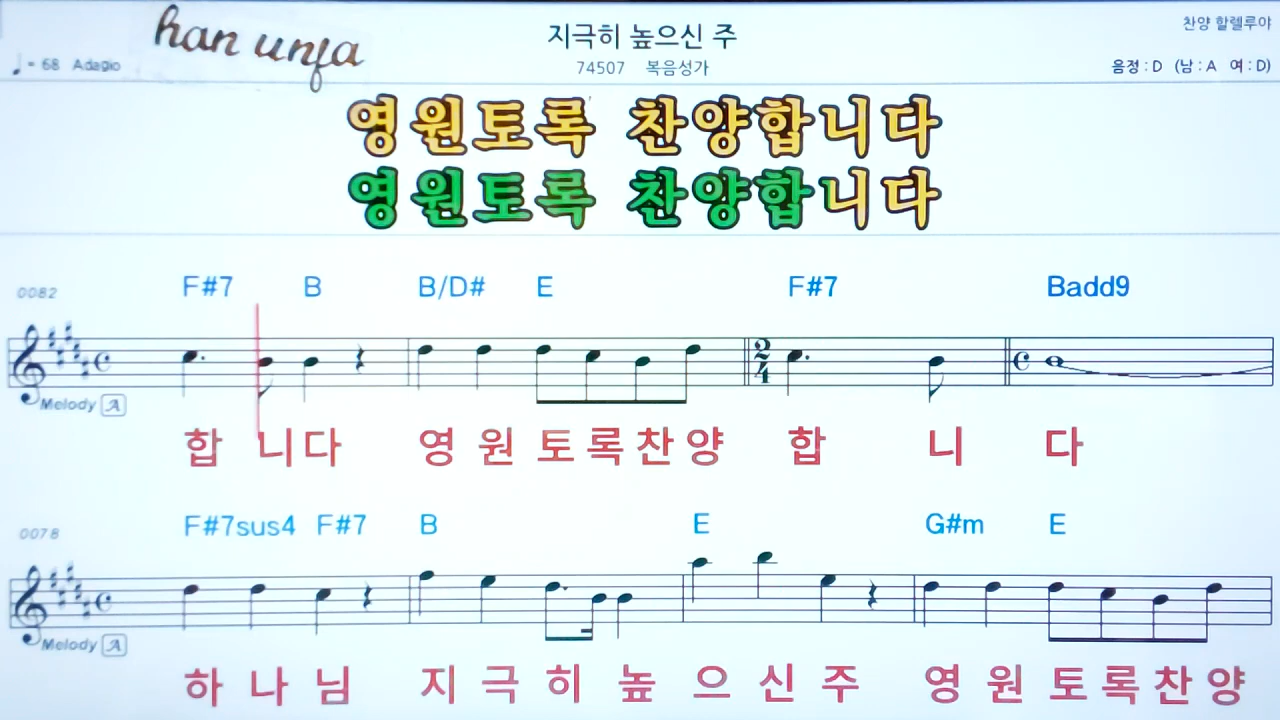 han unfa
지극히 높으신 주
찬양 할렐루야
♩= 68 Adagio
74507 복음성가
음정 : D (남 : A 여 : D)
영원토록 찬양합니다
영원토록 찬양합니다
0082 F#7 B B/D# E F#7 Badd9
2/4
Melody A
합 니다 영 원 토 록 찬 양 합 니 다
0078 F#7sus4 F#7 B E G#m E
Melody A
하 나 님 지 극 히 높 으 신 주 영 원 토 록 찬 양